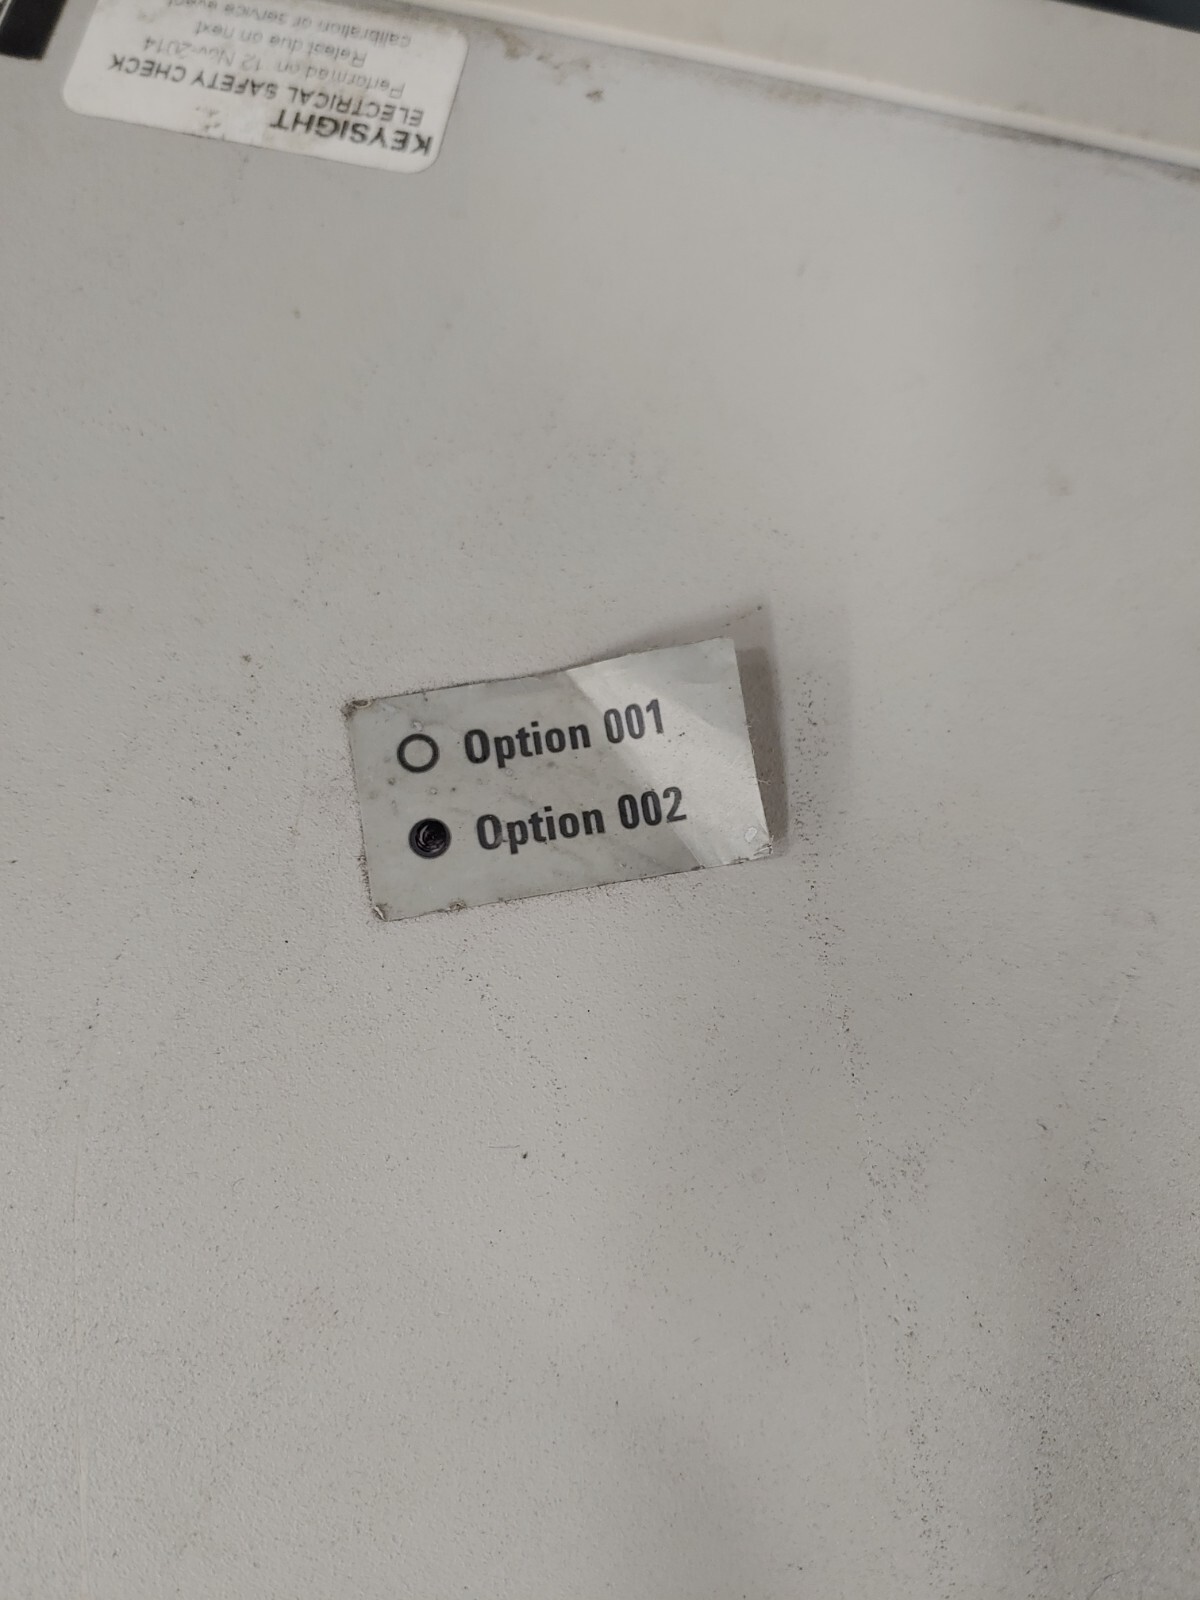 KEYSIGHT
ELECTRICAL SAFETY CHECK
Performed on 12 Nov-2014
Retest due on next
calibration or service event
Option 001
Option 002